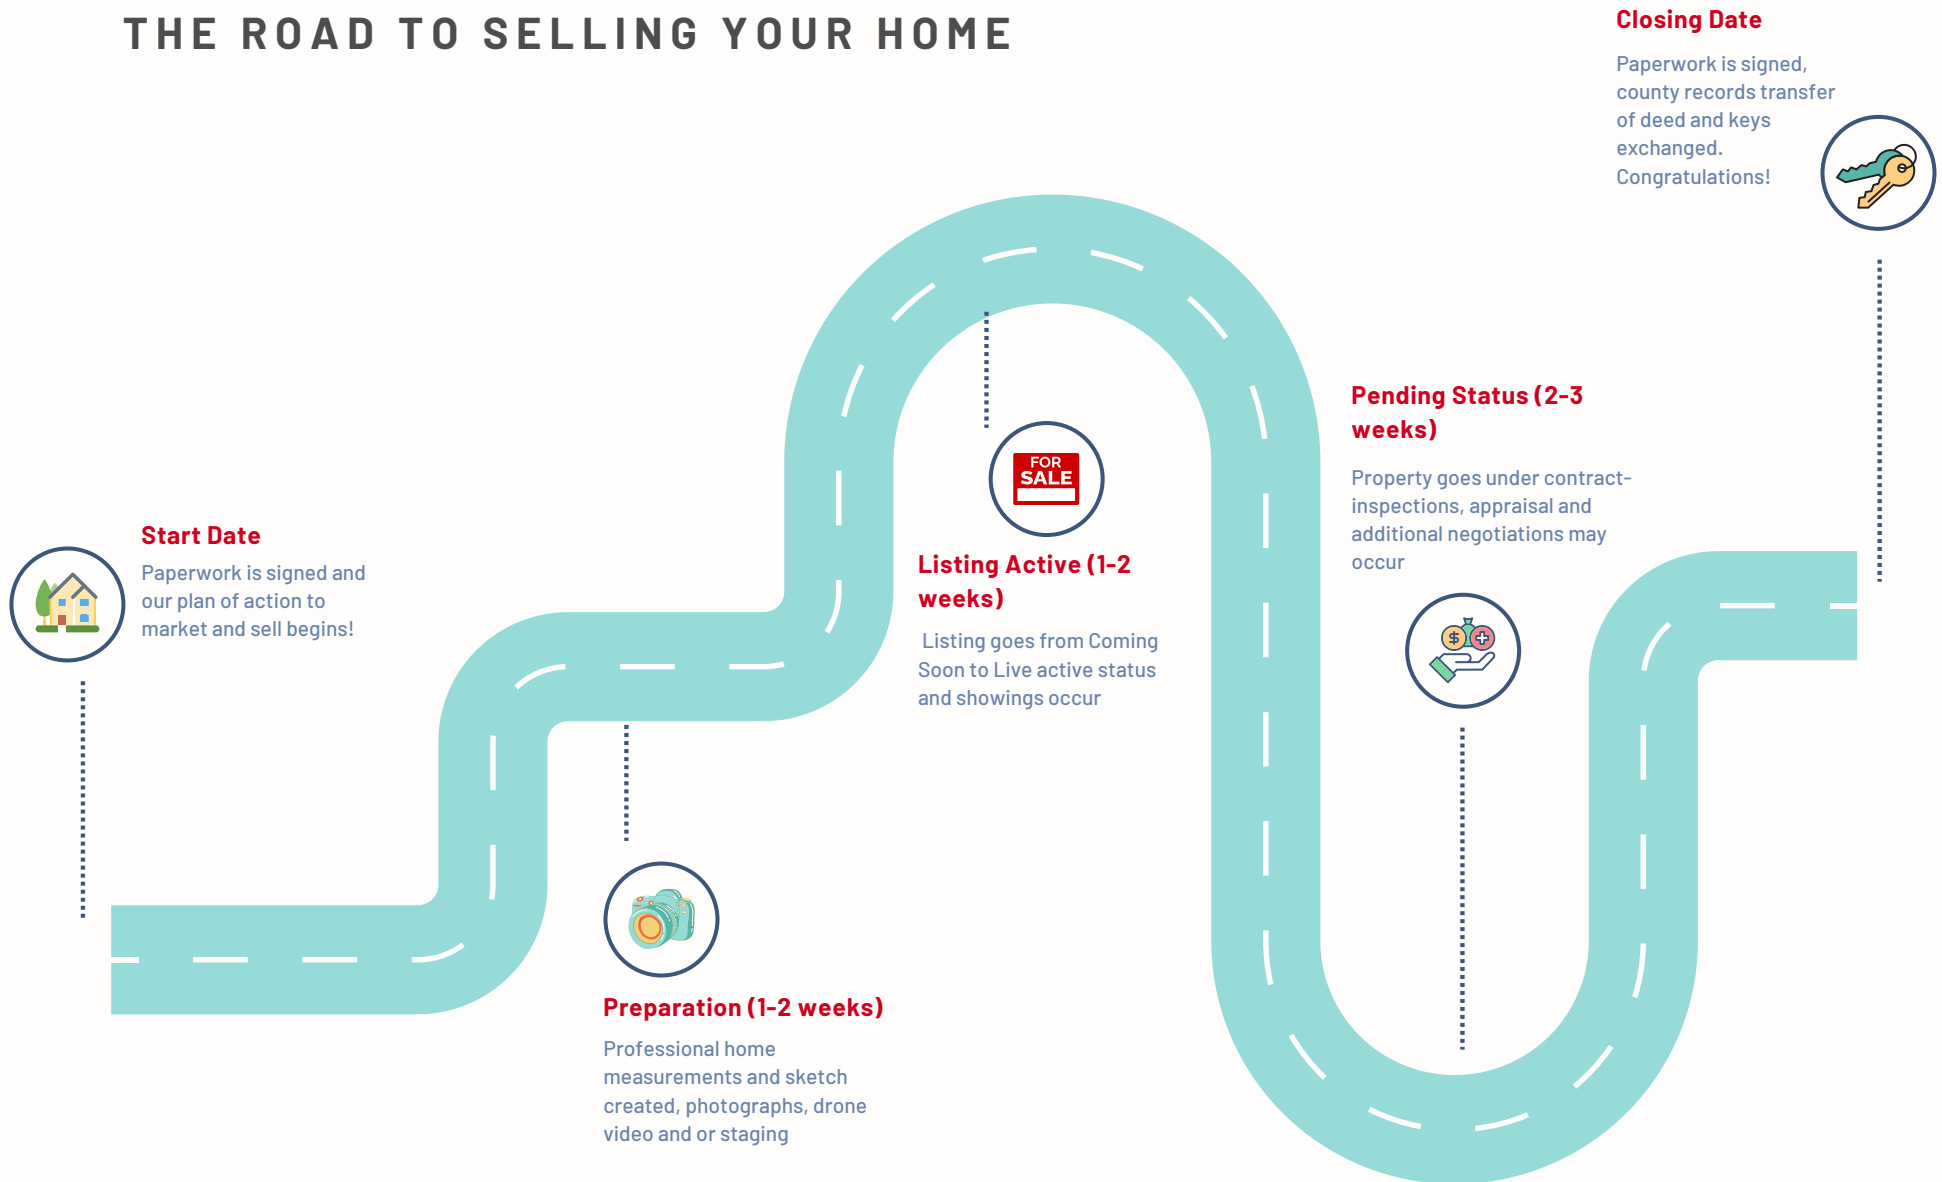 THE ROAD TO SELLING YOUR HOME
Start Date
Paperwork is signed and
our plan of action to
market and sell begins!
Preparation (1-2 weeks)
Professional home
measurements and sketch
created, photographs, drone
video and or staging
FOR
SALE
Listing Active (1-2
weeks)
Listing goes from Coming
Soon to Live active status
and showings occur
Pending Status (2-3
weeks)
Property goes under contract-
inspections, appraisal and
additional negotiations may
occur
$
Closing Date
Paperwork is signed,
county records transfer
of deed and keys
exchanged.
Congratulations!